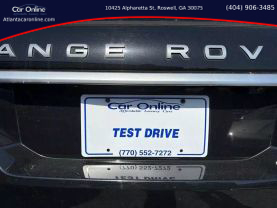 Car Online
Atlantacaronline.com
10425 Alpharetta St, Roswell, GA 30075
(404) 906-3485
ANGE ROV
Car Online
TEST DRIVE
(770) 552-7272